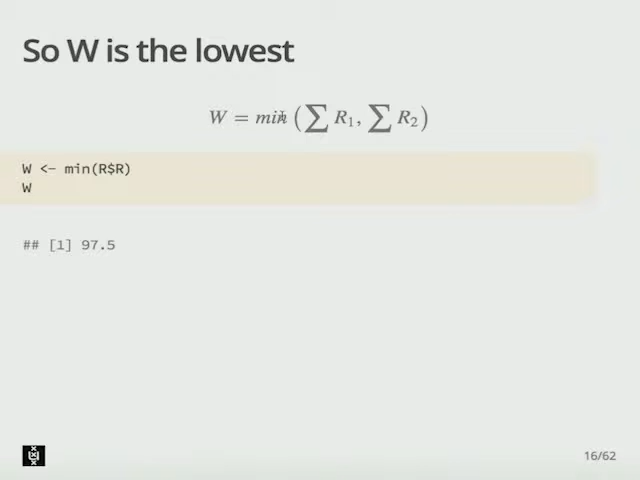 So W is the lowest
W = min (∑ R₁, ∑ R₂)
W <- min(R$R)
W
## [1] 97.5
16/62